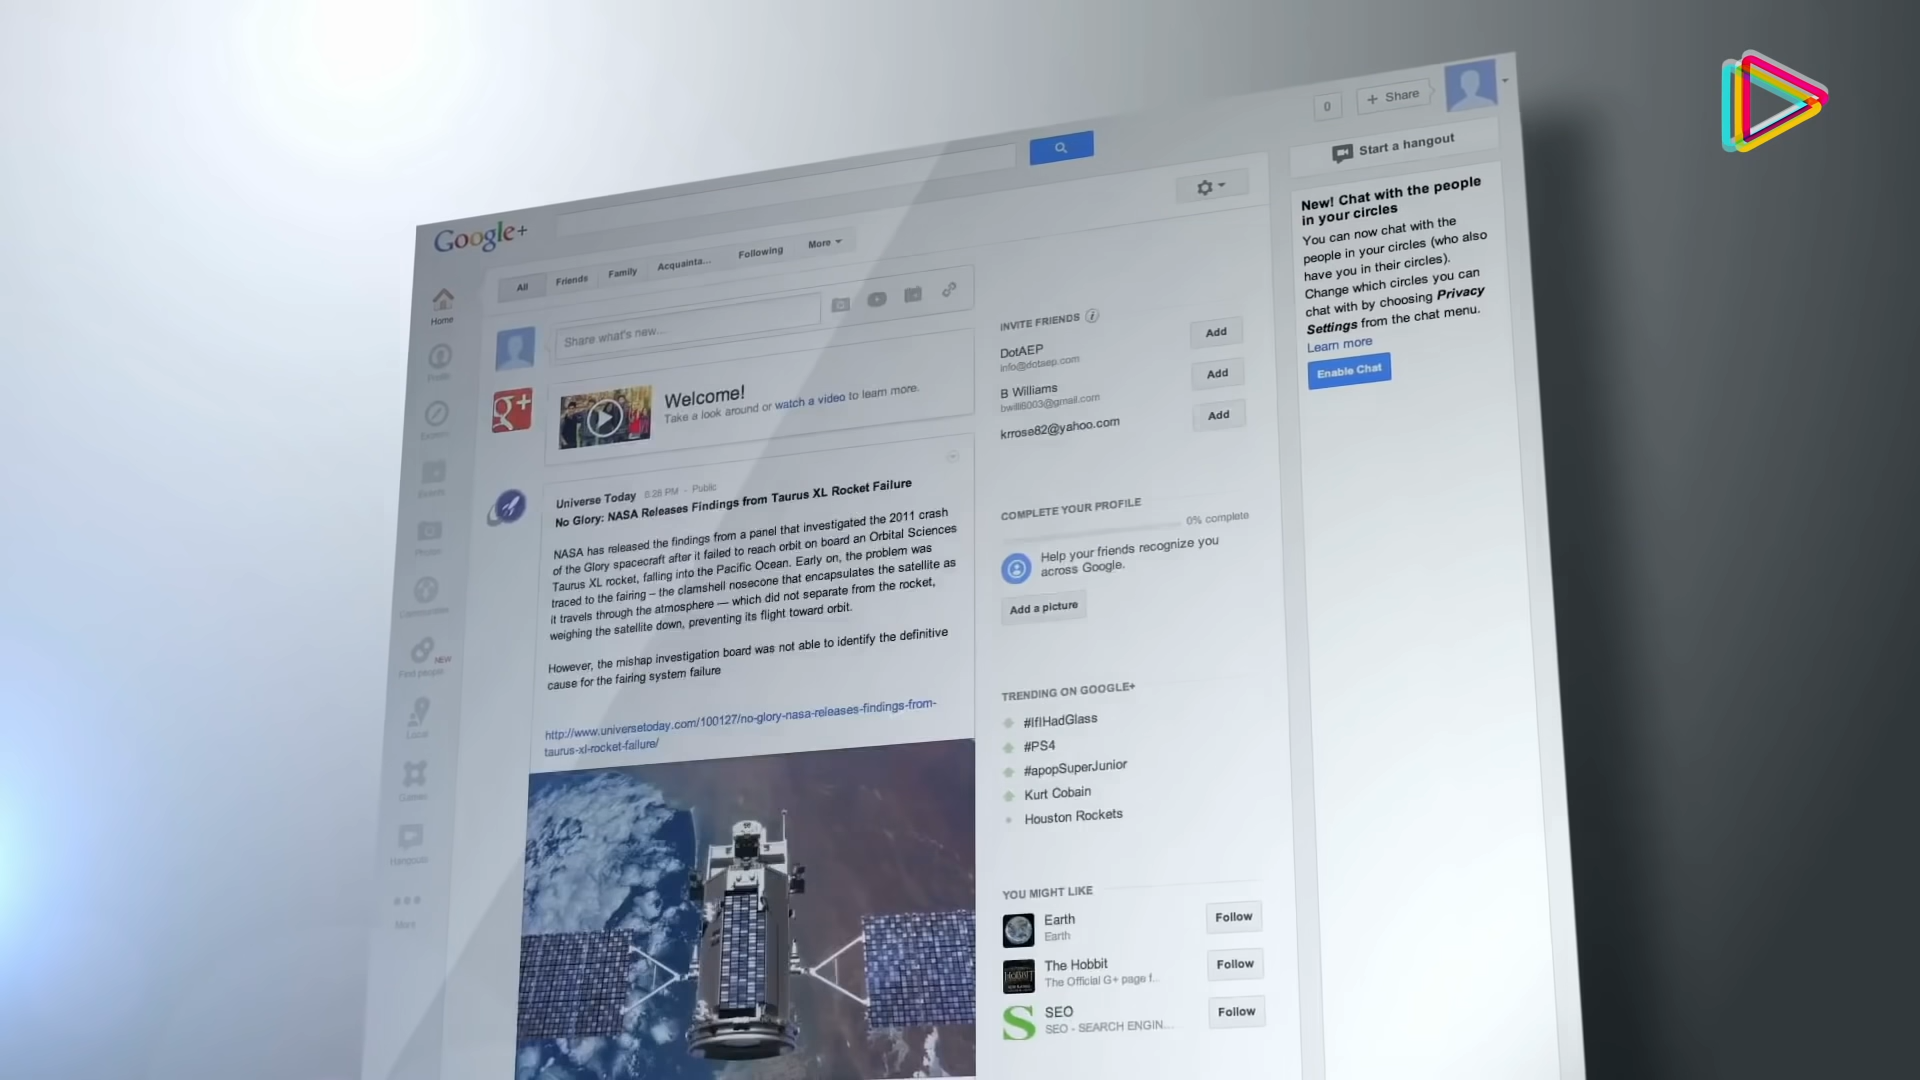 0
+ Share
Start a hangout
Google+
All
Friends
Family
Acquainta...
Following
More
Home
Profile
Explore
Events
Photos
Communities
Find people
NEW
Local
Games
Hangouts
More
Share what's new...
Welcome!
Take a look around or watch a video to learn more.
g+
Universe Today 8:28 PM - Public
No Glory: NASA Releases Findings from Taurus XL Rocket Failure
NASA has released the findings from a panel that investigated the 2011 crash
of the Glory spacecraft after it failed to reach orbit on board an Orbital Sciences
Taurus XL rocket, falling into the Pacific Ocean. Early on, the problem was
traced to the fairing – the clamshell nosecone that encapsulates the satellite as
it travels through the atmosphere — which did not separate from the rocket,
weighing the satellite down, preventing its flight toward orbit.
However, the mishap investigation board was not able to identify the definitive
cause for the fairing system failure
http://www.universetoday.com/100127/no-glory-nasa-releases-findings-from-
taurus-xl-rocket-failure/
INVITE FRIENDS
DotAEP
info@dotaep.com
Add
B Williams
bwill6003@gmail.com
Add
krrose82@yahoo.com
Add
COMPLETE YOUR PROFILE
0% complete
Help your friends recognize you
across Google.
Add a picture
TRENDING ON GOOGLE+
#IfIHadGlass
#PS4
#apopSuperJunior
Kurt Cobain
Houston Rockets
YOU MIGHT LIKE
Earth
Earth
Follow
The Hobbit
The Official G+ page f...
Follow
HOBBIT
SEO
SEO - SEARCH ENGIN...
Follow
New! Chat with the people
in your circles
You can now chat with the
people in your circles (who also
have you in their circles).
Change which circles you can
chat with by choosing Privacy
Settings from the chat menu.
Learn more
Enable Chat